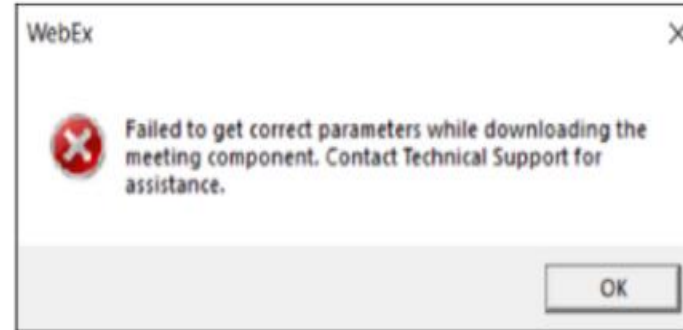 WebEx
Failed to get correct parameters while downloading the
meeting component. Contact Technical Support for
assistance.
OK